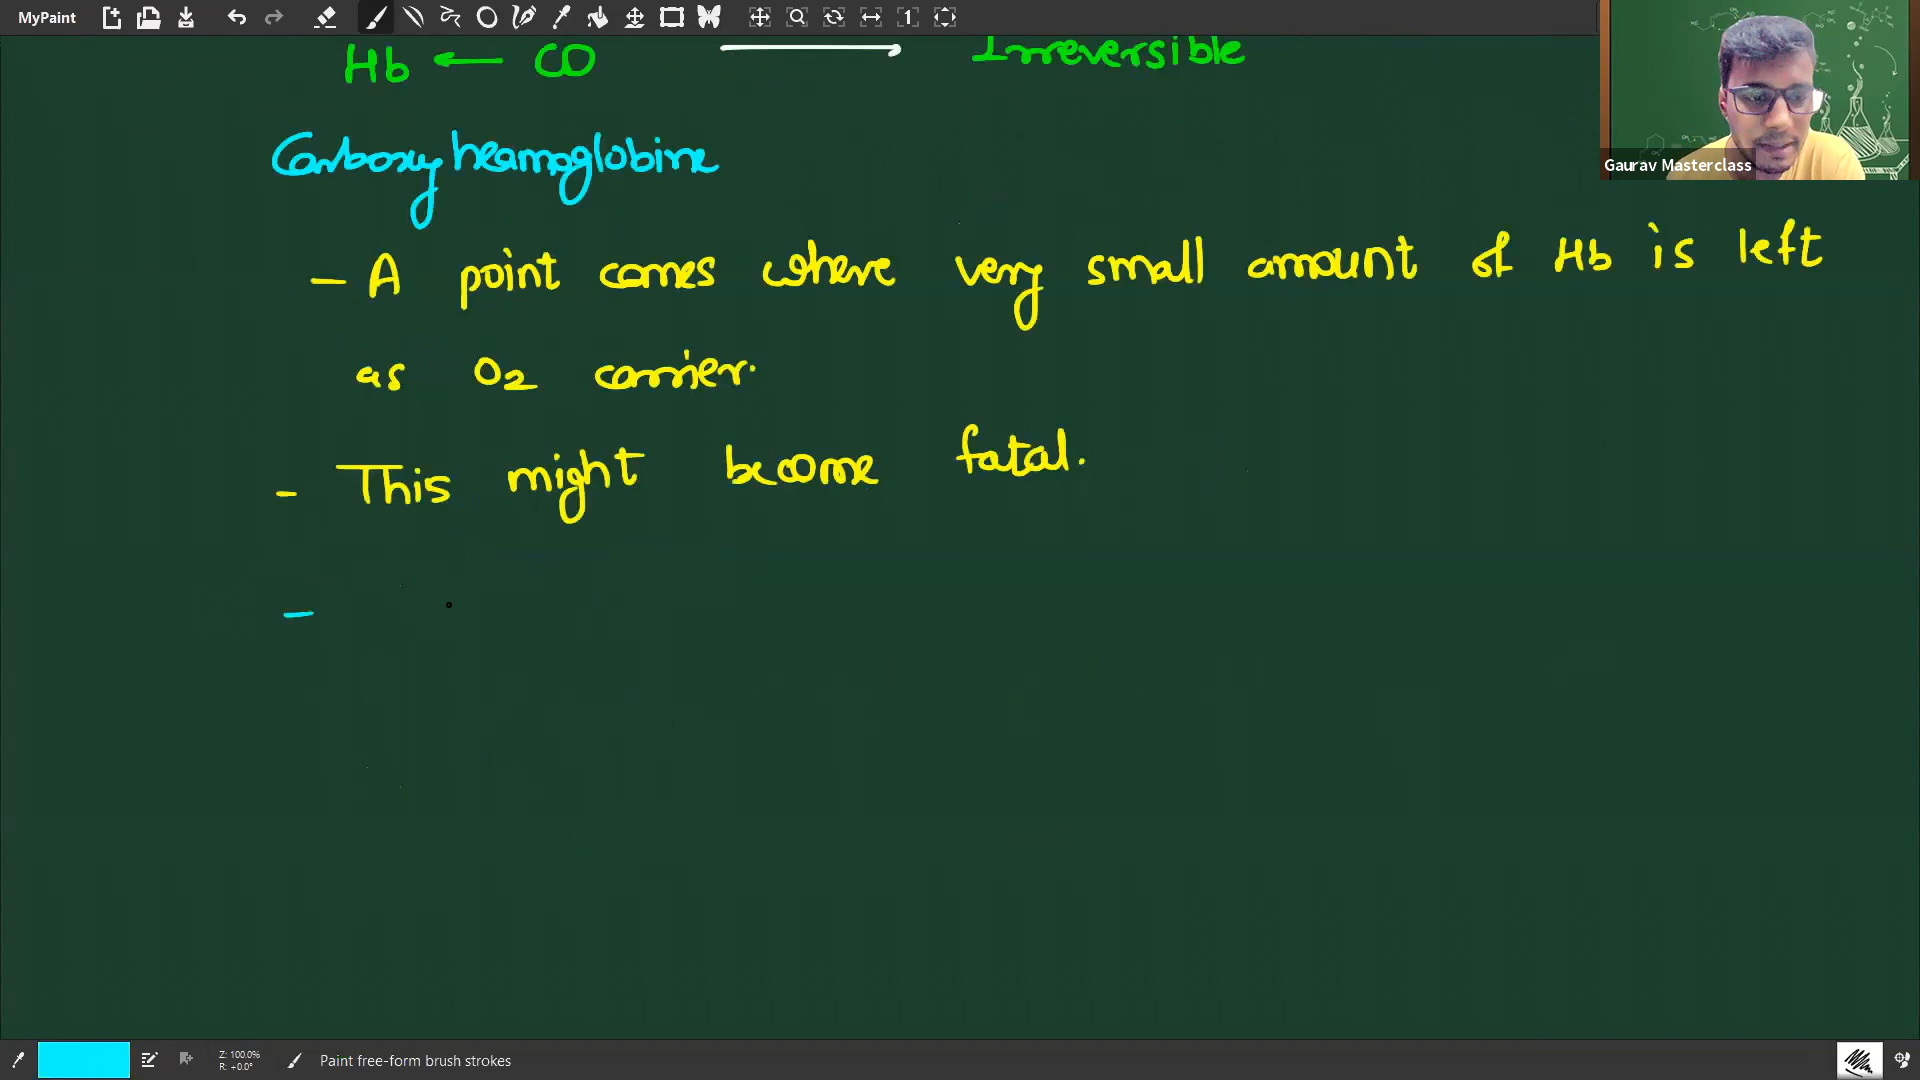 MyPaint
Hb ← CO → Irreversible
Carboxy heamoglobine
Gaurav Masterclass
- A point comes where very small amount of Hb is left
as O2 carrier.
- This might become fatal.
-
Z: 100.0%
R: +0.0°
Paint free-form brush strokes